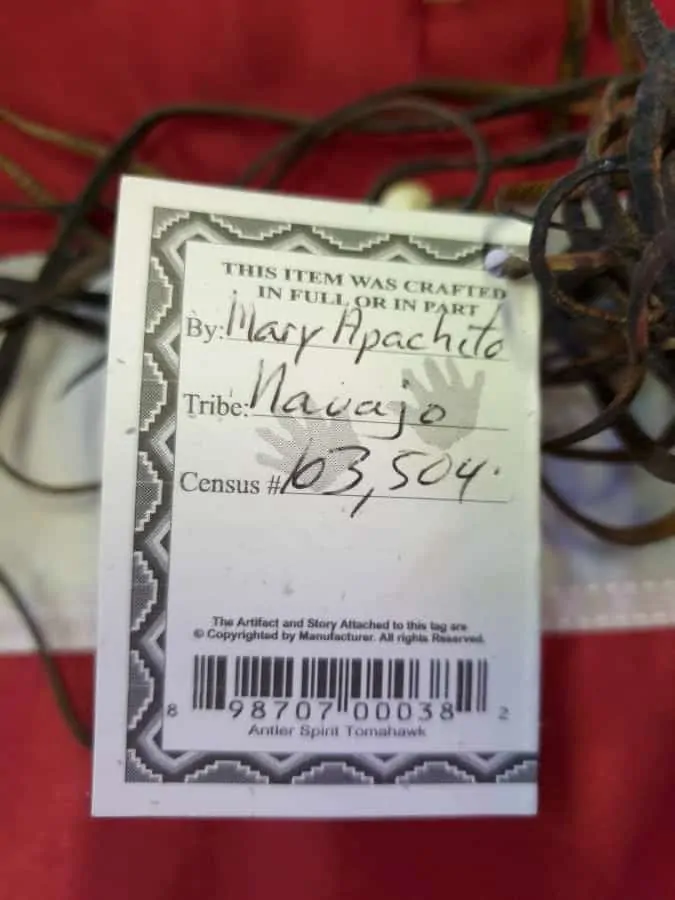 THIS ITEM WAS CRAFTED
IN FULL OR IN PART
By: Mary Apachito
Tribe: Navajo
Census # 63,504.
The Artifact and Story Attached to this tag are
© Copyrighted by Manufacturer. All rights Reserved.
8 98707 00038 2
Antler Spirit Tomahawk